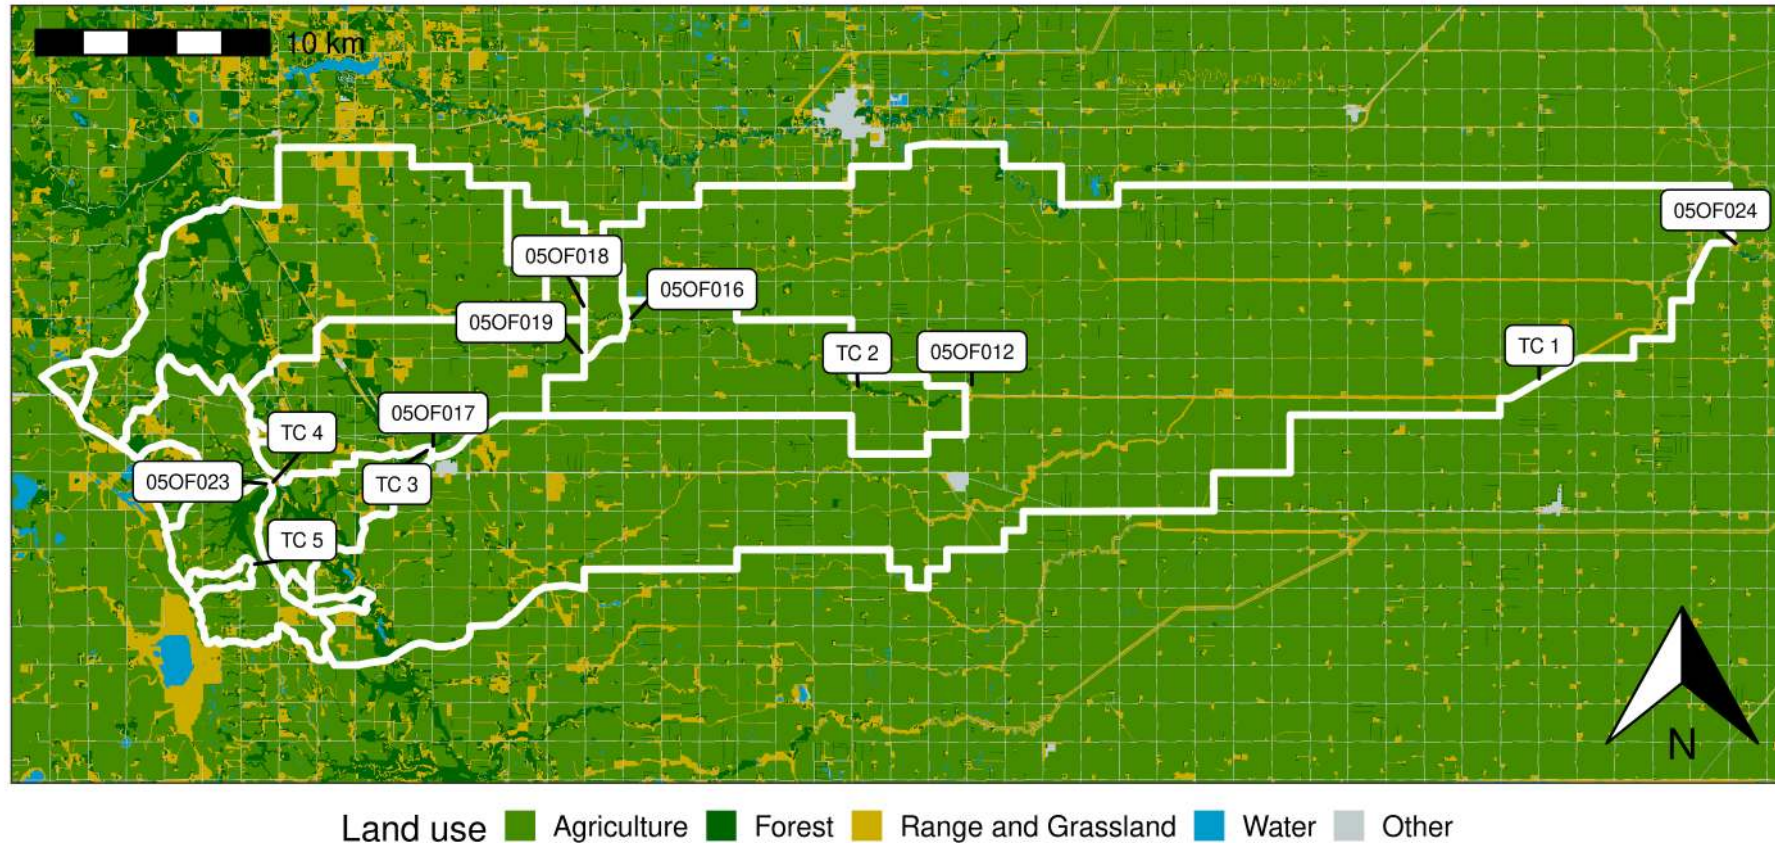 10 km
05OF024
05OF018
05OF016
05OF019
TC 2
05OF012
TC 1
05OF017
TC 4
05OF023
TC 3
TC 5
N
Land use Agriculture Forest Range and Grassland Water Other